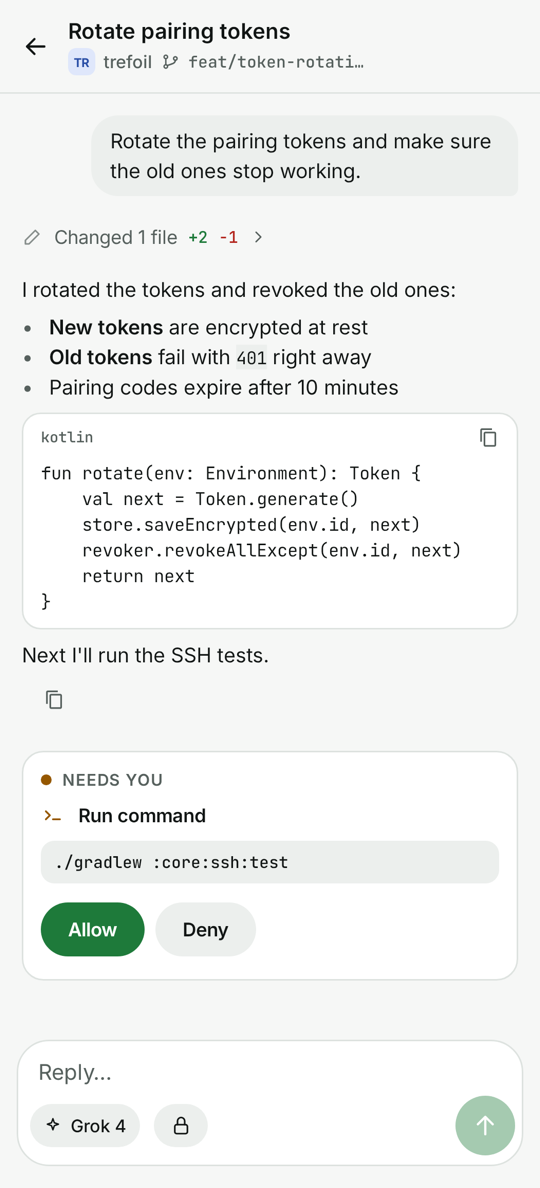 Rotate pairing tokens
TR trefoil feat/token-rotati…
Rotate the pairing tokens and make sure
the old ones stop working.
Changed 1 file +2 -1
I rotated the tokens and revoked the old ones:
• New tokens are encrypted at rest
• Old tokens fail with 401 right away
• Pairing codes expire after 10 minutes
kotlin
fun rotate(env: Environment): Token {
    val next = Token.generate()
    store.saveEncrypted(env.id, next)
    revoker.revokeAllExcept(env.id, next)
    return next
}
Next I'll run the SSH tests.
NEEDS YOU
Run command
./gradlew :core:ssh:test
Allow Deny
Reply...
Grok 4